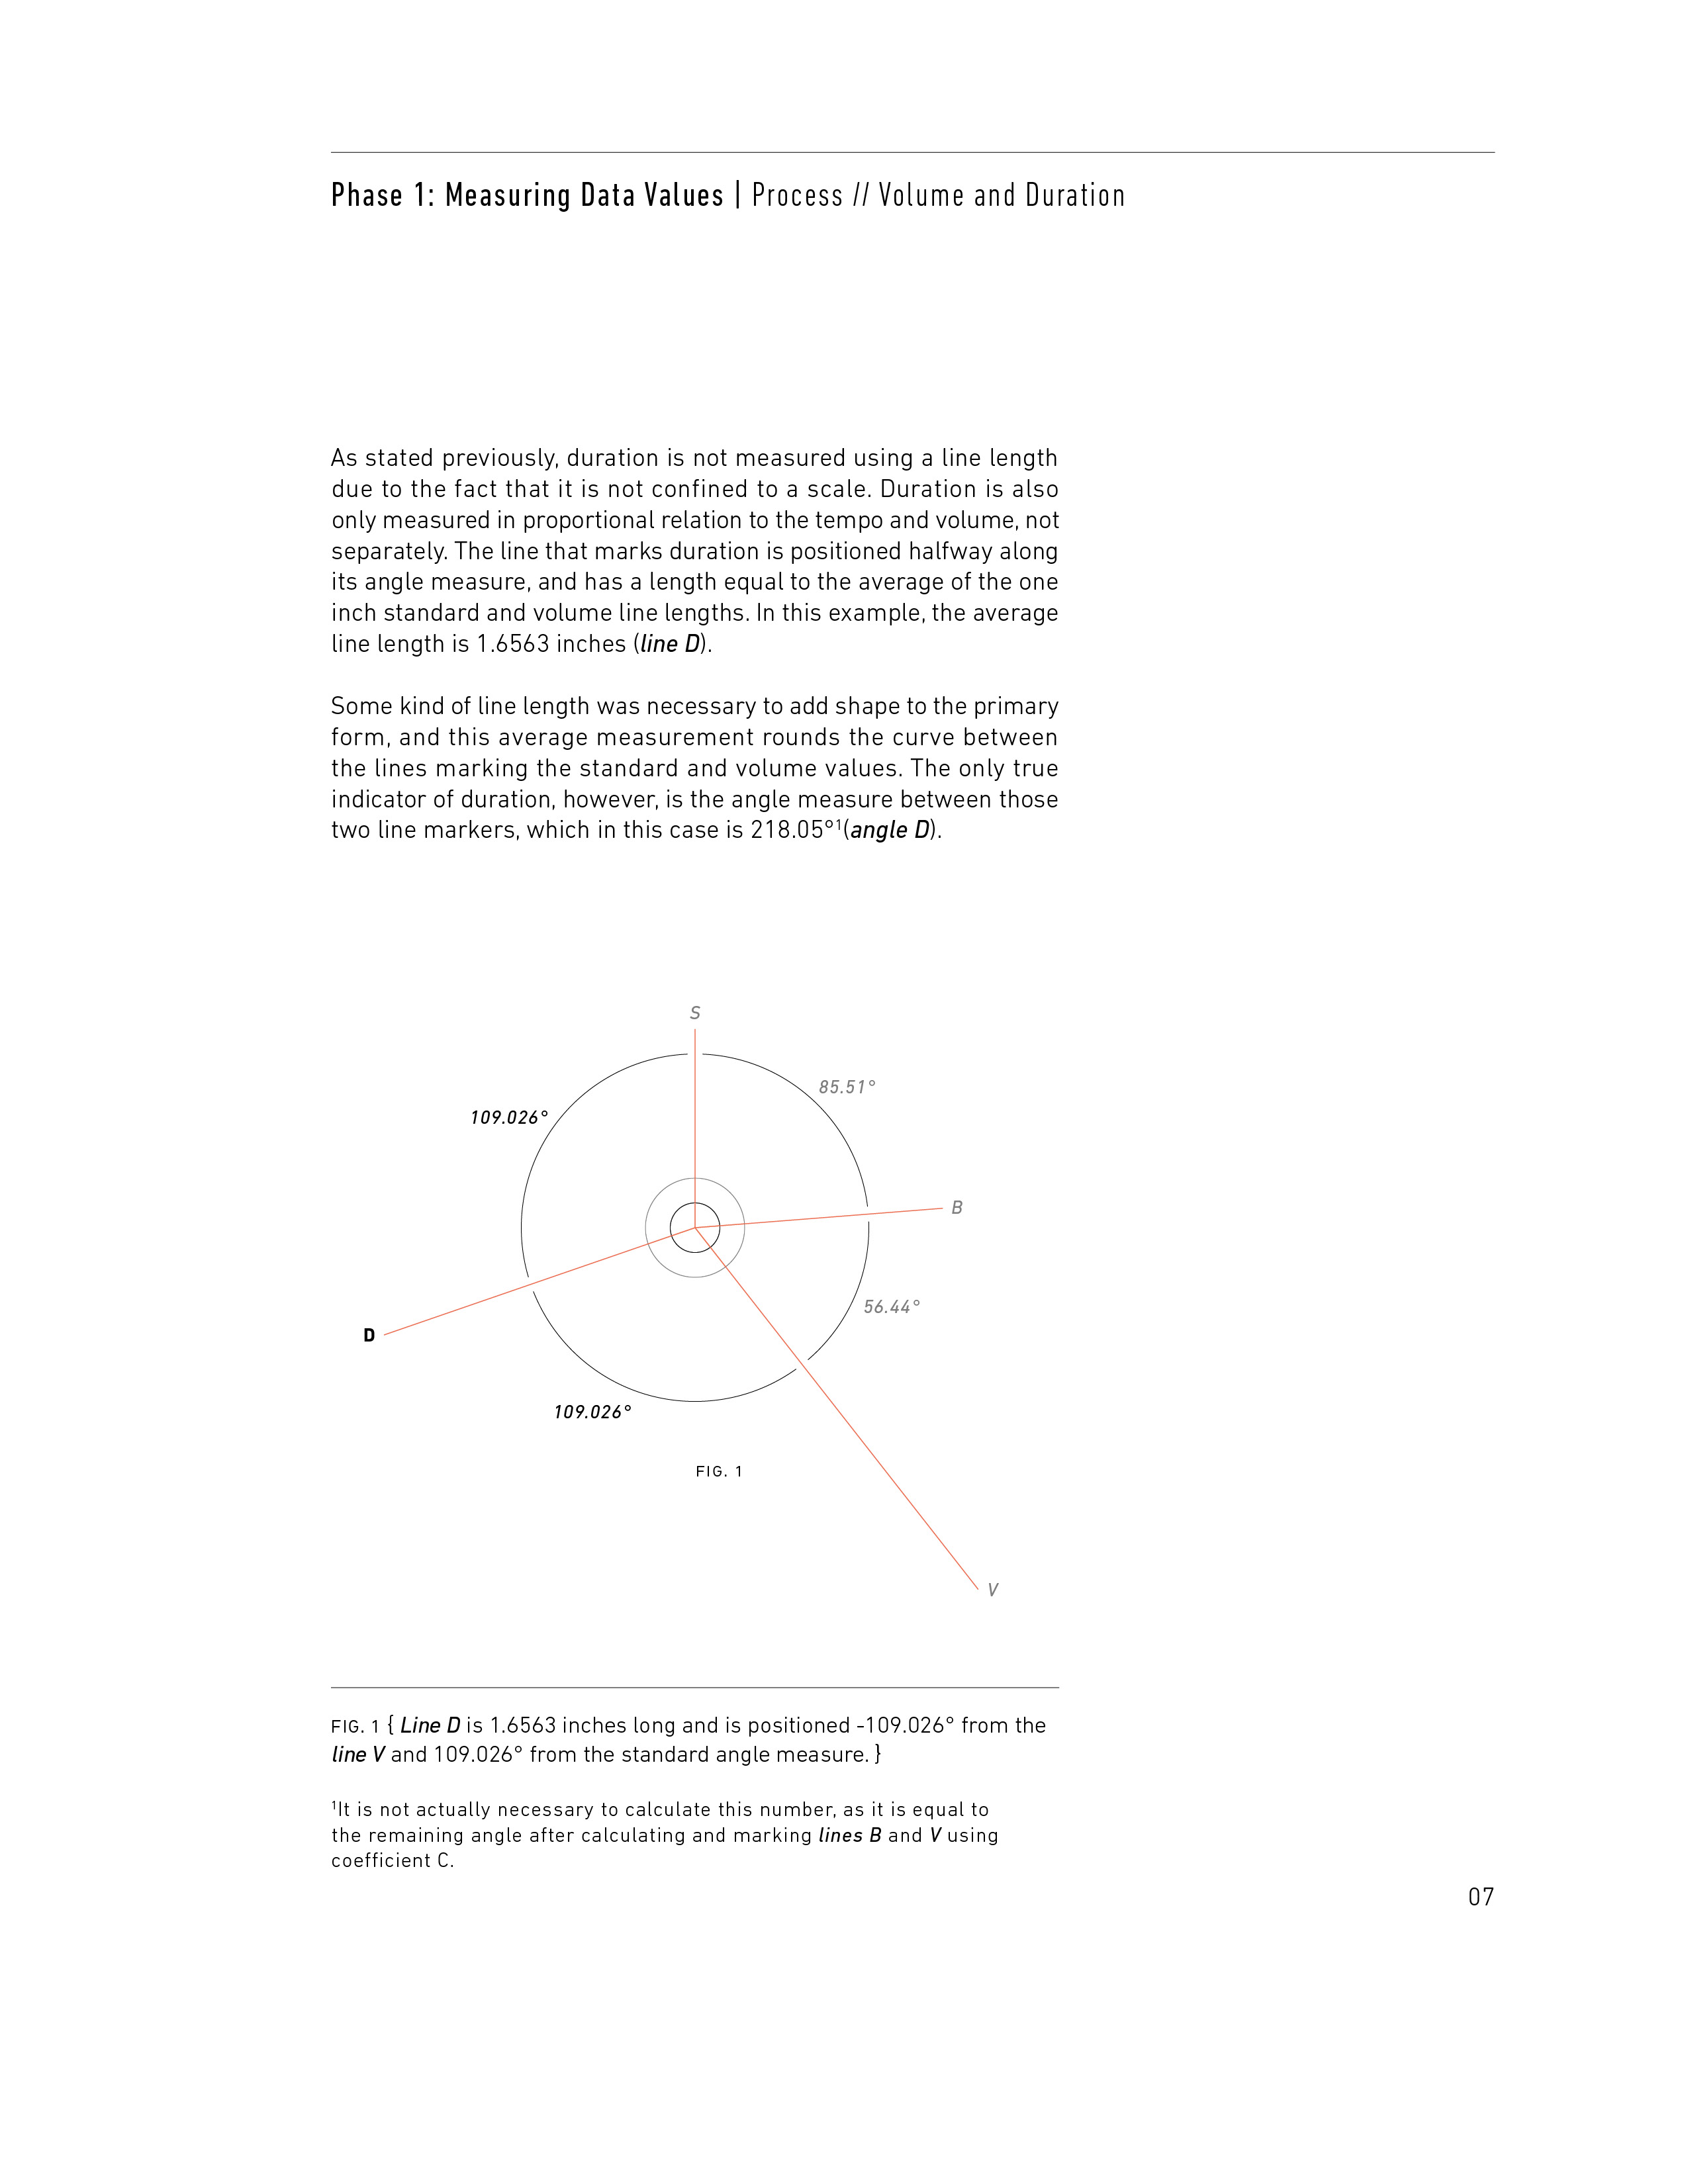 Phase 1: Measuring Data Values | Process // Volume and Duration
As stated previously, duration is not measured using a line length
due to the fact that it is not confined to a scale. Duration is also
only measured in proportional relation to the tempo and volume, not
separately. The line that marks duration is positioned halfway along
its angle measure, and has a length equal to the average of the one
inch standard and volume line lengths. In this example, the average
line length is 1.6563 inches (line D).
Some kind of line length was necessary to add shape to the primary
form, and this average measurement rounds the curve between
the lines marking the standard and volume values. The only true
indicator of duration, however, is the angle measure between those
two line markers, which in this case is 218.05°¹(angle D).
S
85.51°
109.026°
B
56.44°
D
109.026°
FIG. 1
V
FIG. 1 { Line D is 1.6563 inches long and is positioned -109.026° from the
line V and 109.026° from the standard angle measure. }
¹It is not actually necessary to calculate this number, as it is equal to
the remaining angle after calculating and marking lines B and V using
coefficient C.
07